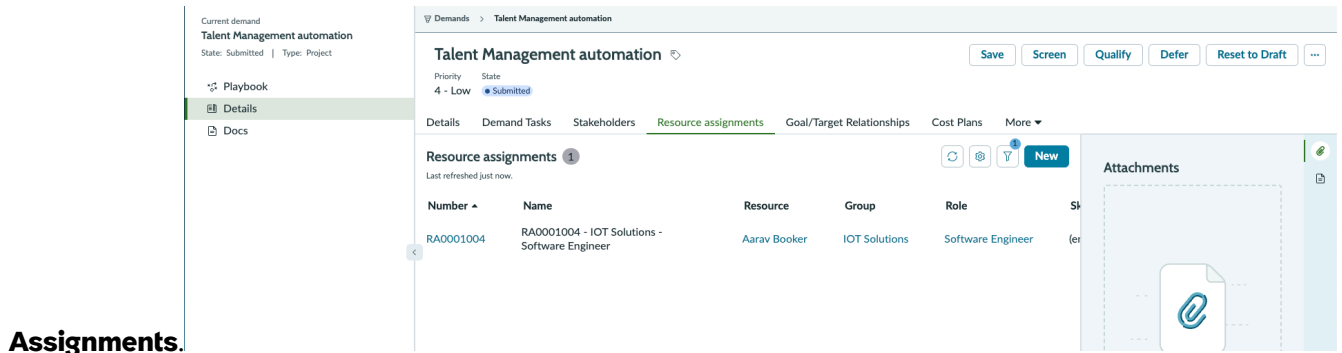 Current demand
Talent Management automation
State: Submitted | Type: Project
Playbook
Details
Docs
Demands > Talent Management automation
Talent Management automation
Save Screen Qualify Defer Reset to Draft ...
Priority State
4 - Low Submitted
Details Demand Tasks Stakeholders Resource assignments Goal/Target Relationships Cost Plans More
Resource assignments 1
1
New
Last refreshed just now.
Number Name Resource Group Role Sk
RA0001004 RA0001004 - IOT Solutions - Software Engineer Aarav Booker IOT Solutions Software Engineer (er
Attachments
Assignments.